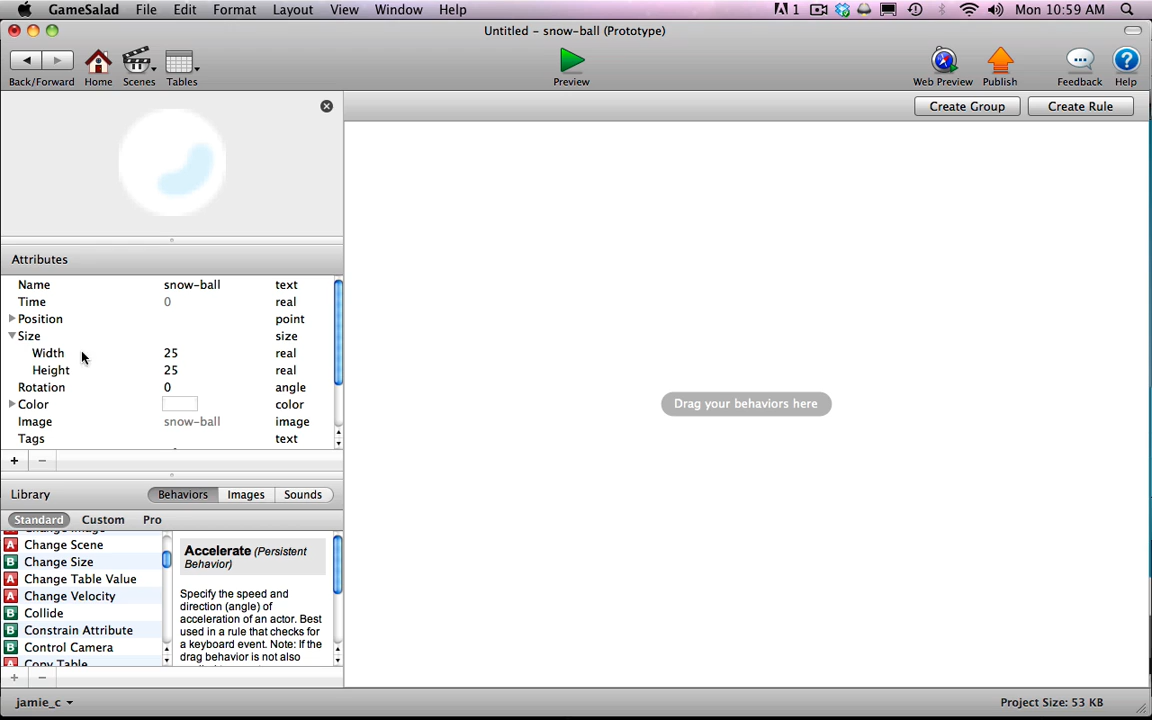 GameSalad File Edit Format Layout View Window Help 1 Mon 10:59 AM
Untitled – snow-ball (Prototype)
Back/Forward Home Scenes Tables Preview Web Preview Publish Feedback Help
Create Group Create Rule
Attributes
Name snow-ball text
Time 0 real
Position point
Size size
Width 25 real
Height 25 real
Rotation 0 angle
Color color
Image snow-ball image
Tags text
+ −
Library Behaviors Images Sounds
Standard Custom Pro
A Change Image
A Change Scene
B Change Size
A Change Table Value
A Change Velocity
B Collide
B Constrain Attribute
B Control Camera
A Copy Table
Accelerate (Persistent
Behavior)
Specify the speed and
direction (angle) of
acceleration of an actor. Best
used in a rule that checks for
a keyboard event. Note: If the
drag behavior is not also
Drag your behaviors here
+ −
jamie_c Project Size: 53 KB